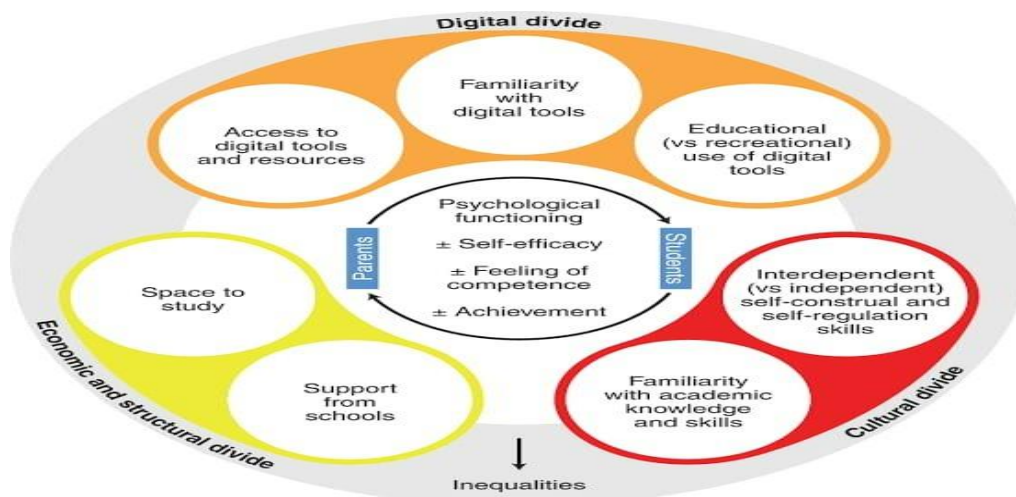 Digital divide
Familiarity
with
digital tools
Access to
digital tools
and resources
Educational
(vs recreational)
use of digital
tools
Psychological
functioning
± Self-efficacy
± Feeling of
competence
± Achievement
Parents
Students
Space to
study
Support
from
schools
Economic and structural divide
Interdependent
(vs independent)
self-construal and
self-regulation
skills
Familiarity
with academic
knowledge
and skills
Cultural divide
Inequalities